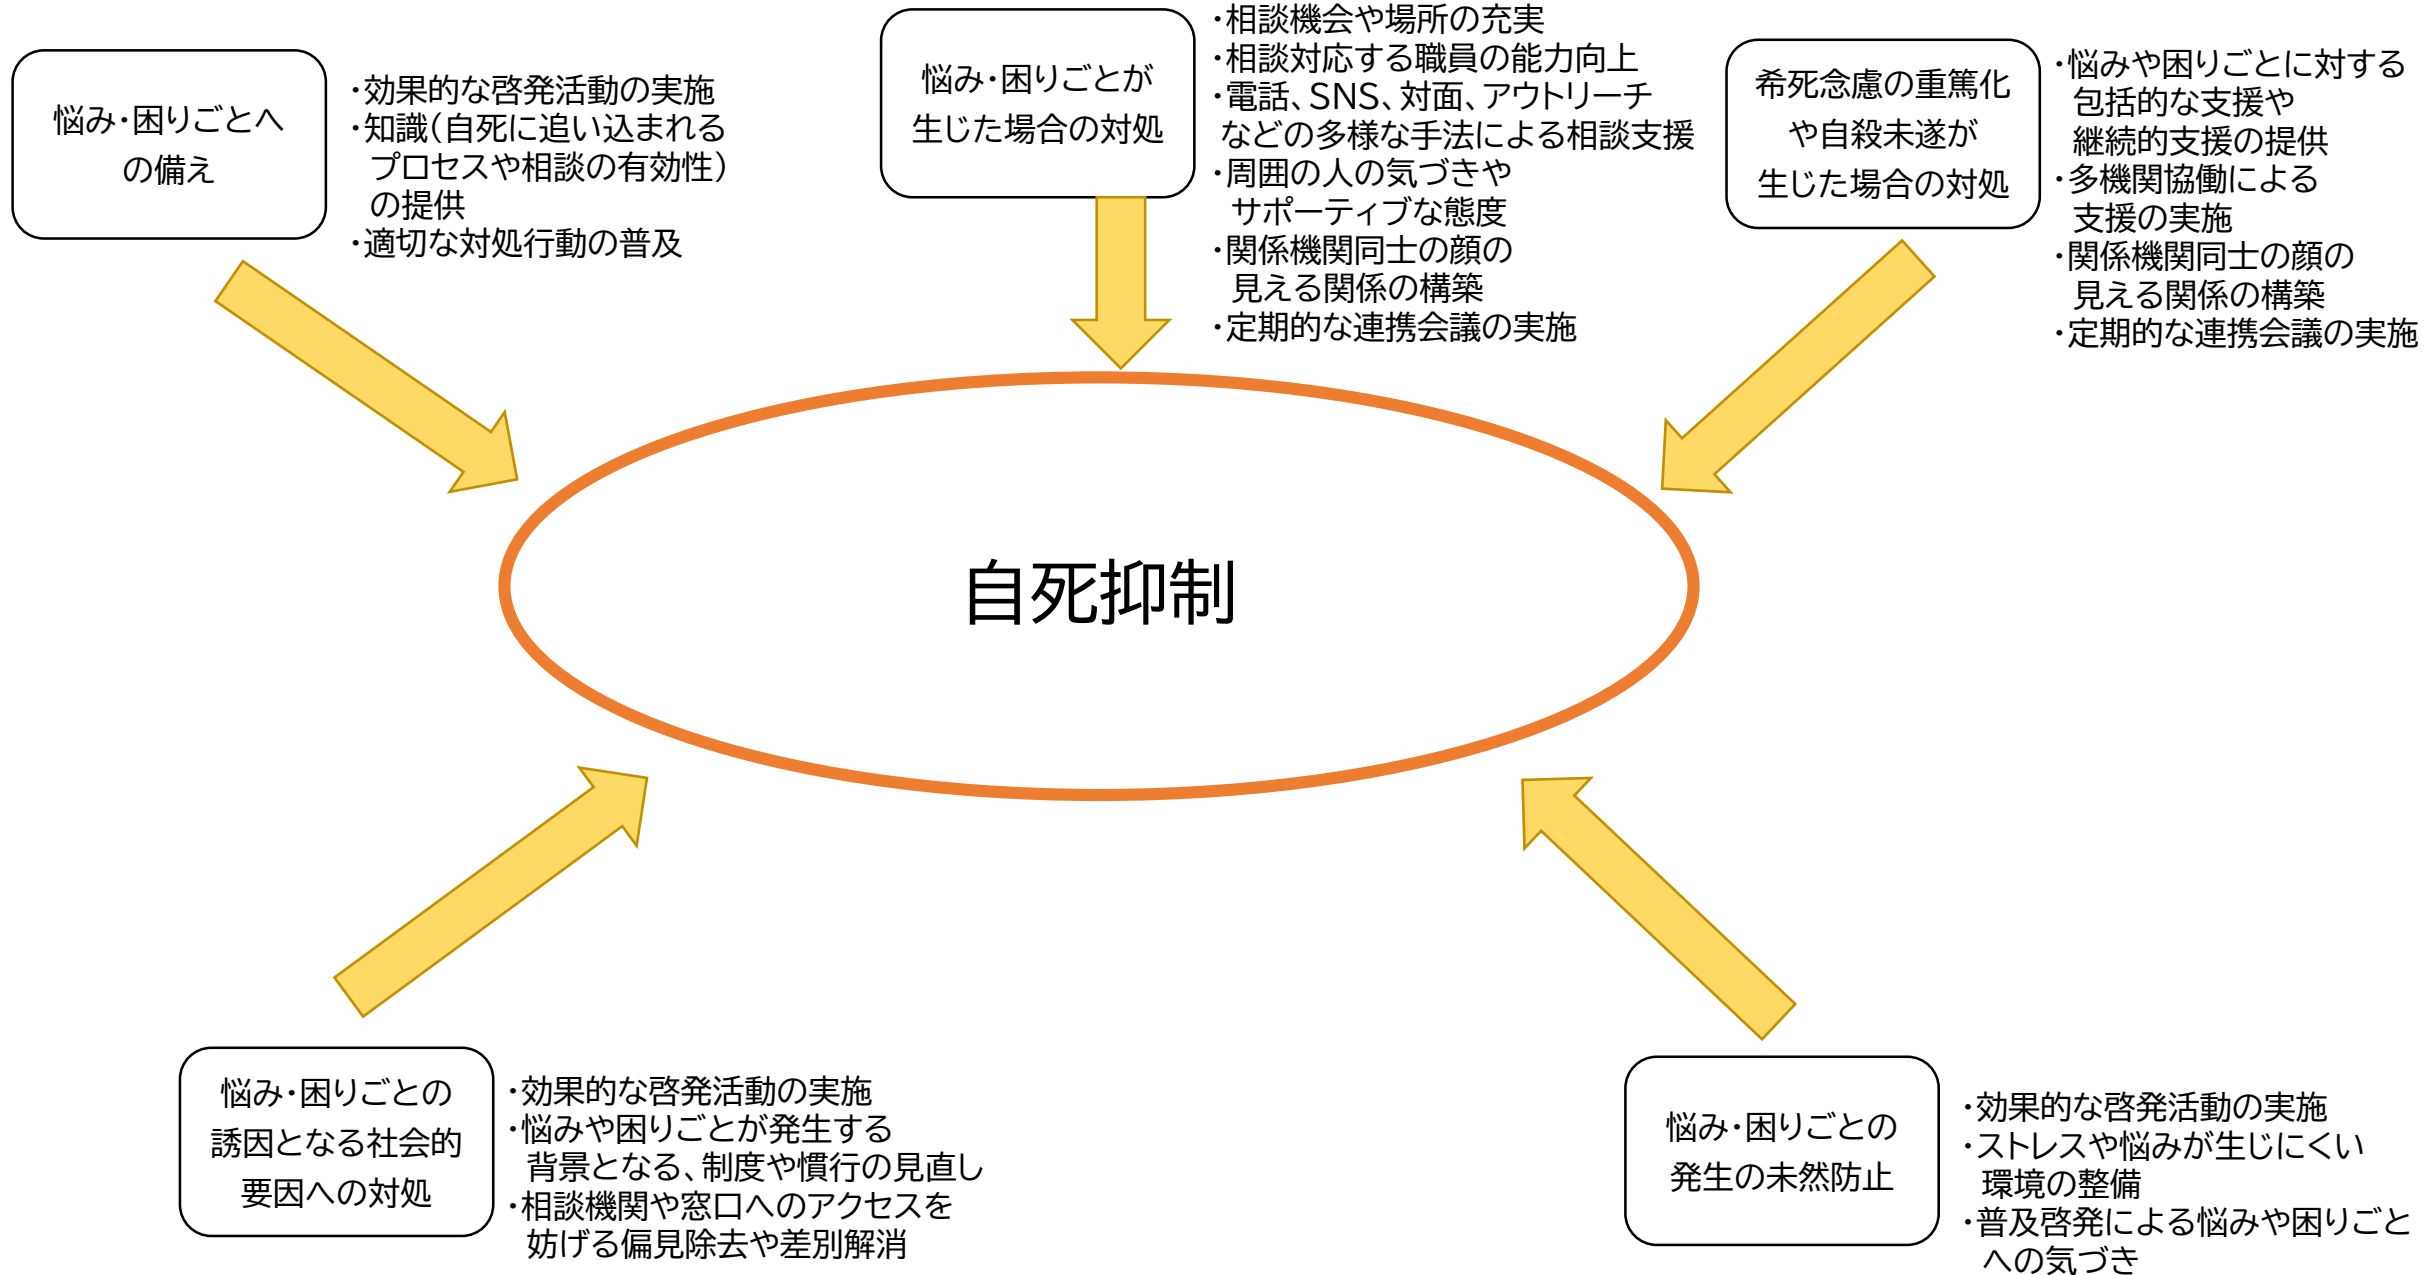 悩み・困りごとへ
の備え
・効果的な啓発活動の実施
・知識（自死に追い込まれる
プロセスや相談の有効性）
の提供
・適切な対処行動の普及
悩み・困りごとが
生じた場合の対処
・相談機会や場所の充実
・相談対応する職員の能力向上
・電話、SNS、対面、アウトリーチ
などの多様な手法による相談支援
・周囲の人の気づきや
サポーティブな態度
・関係機関同士の顔の
見える関係の構築
・定期的な連携会議の実施
希死念慮の重篤化
や自殺未遂が
生じた場合の対処
・悩みや困りごとに対する
包括的な支援や
継続的支援の提供
・多機関協働による
支援の実施
・関係機関同士の顔の
見える関係の構築
・定期的な連携会議の実施
自死抑制
悩み・困りごとの
誘因となる社会的
要因への対処
・効果的な啓発活動の実施
・悩みや困りごとが発生する
背景となる、制度や慣行の見直し
・相談機関や窓口へのアクセスを
妨げる偏見除去や差別解消
悩み・困りごとの
発生の未然防止
・効果的な啓発活動の実施
・ストレスや悩みが生じにくい
環境の整備
・普及啓発による悩みや困りごと
への気づき